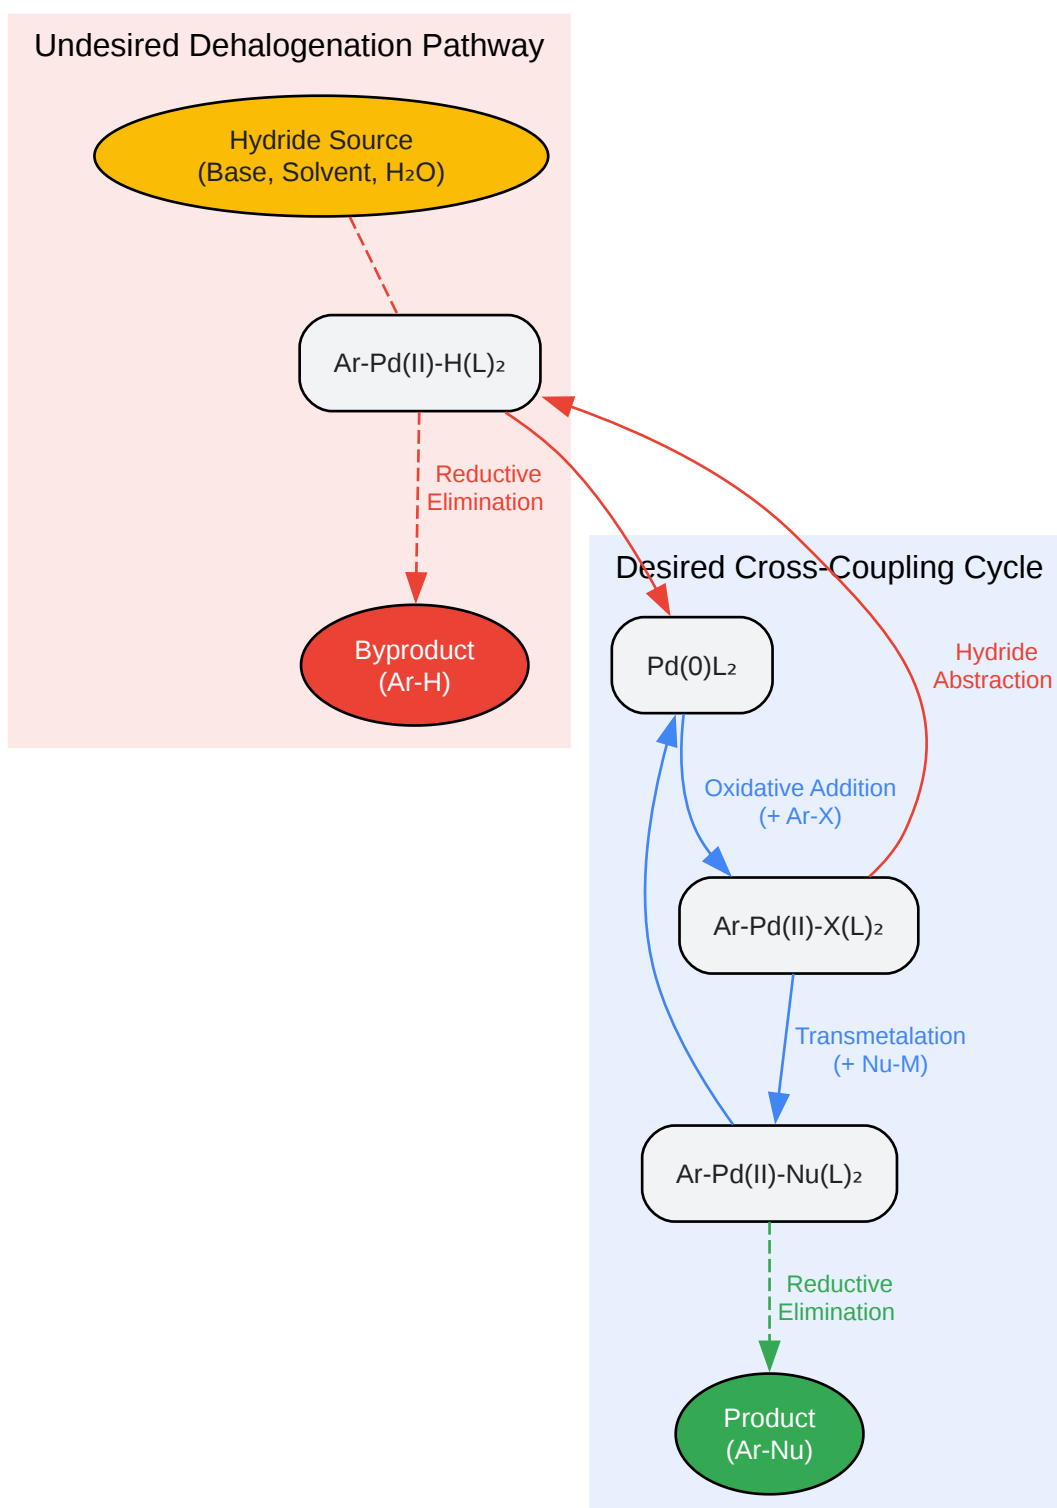 Undesired Dehalogenation Pathway
Hydride Source
(Base, Solvent, H₂O)
Ar-Pd(II)-H(L)₂
Reductive
Elimination
Byproduct
(Ar-H)
Desired Cross-Coupling Cycle
Pd(0)L₂
Hydride
Abstraction
Oxidative Addition
(+ Ar-X)
Ar-Pd(II)-X(L)₂
Transmetalation
(+ Nu-M)
Ar-Pd(II)-Nu(L)₂
Reductive
Elimination
Product
(Ar-Nu)